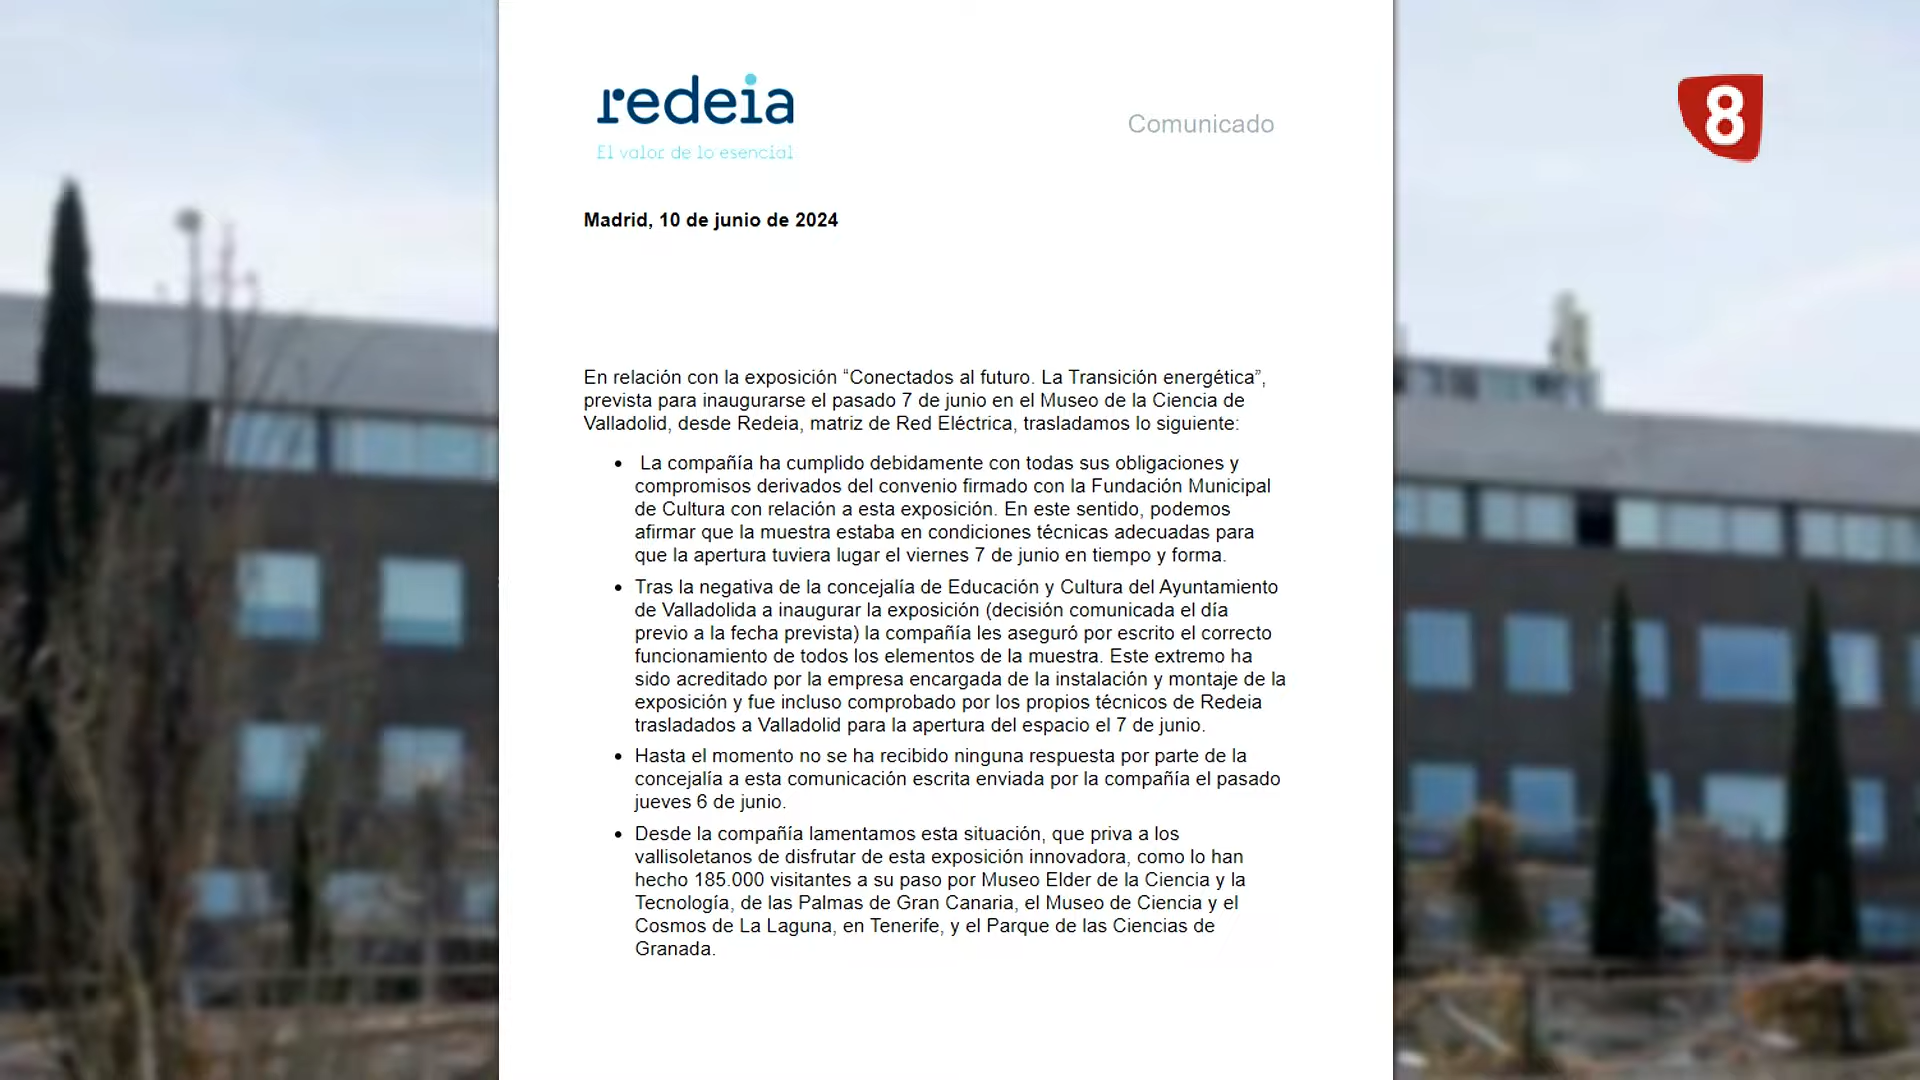 redeia
El valor de lo esencial
Comunicado
8
Madrid, 10 de junio de 2024
En relación con la exposición “Conectados al futuro. La Transición energética”,
prevista para inaugurarse el pasado 7 de junio en el Museo de la Ciencia de
Valladolid, desde Redeia, matriz de Red Eléctrica, trasladamos lo siguiente:
• La compañía ha cumplido debidamente con todas sus obligaciones y
compromisos derivados del convenio firmado con la Fundación Municipal
de Cultura con relación a esta exposición. En este sentido, podemos
afirmar que la muestra estaba en condiciones técnicas adecuadas para
que la apertura tuviera lugar el viernes 7 de junio en tiempo y forma.
• Tras la negativa de la concejalía de Educación y Cultura del Ayuntamiento
de Valladolida a inaugurar la exposición (decisión comunicada el día
previo a la fecha prevista) la compañía les aseguró por escrito el correcto
funcionamiento de todos los elementos de la muestra. Este extremo ha
sido acreditado por la empresa encargada de la instalación y montaje de la
exposición y fue incluso comprobado por los propios técnicos de Redeia
trasladados a Valladolid para la apertura del espacio el 7 de junio.
• Hasta el momento no se ha recibido ninguna respuesta por parte de la
concejalía a esta comunicación escrita enviada por la compañía el pasado
jueves 6 de junio.
• Desde la compañía lamentamos esta situación, que priva a los
vallisoletanos de disfrutar de esta exposición innovadora, como lo han
hecho 185.000 visitantes a su paso por Museo Elder de la Ciencia y la
Tecnología, de las Palmas de Gran Canaria, el Museo de Ciencia y el
Cosmos de La Laguna, en Tenerife, y el Parque de las Ciencias de
Granada.